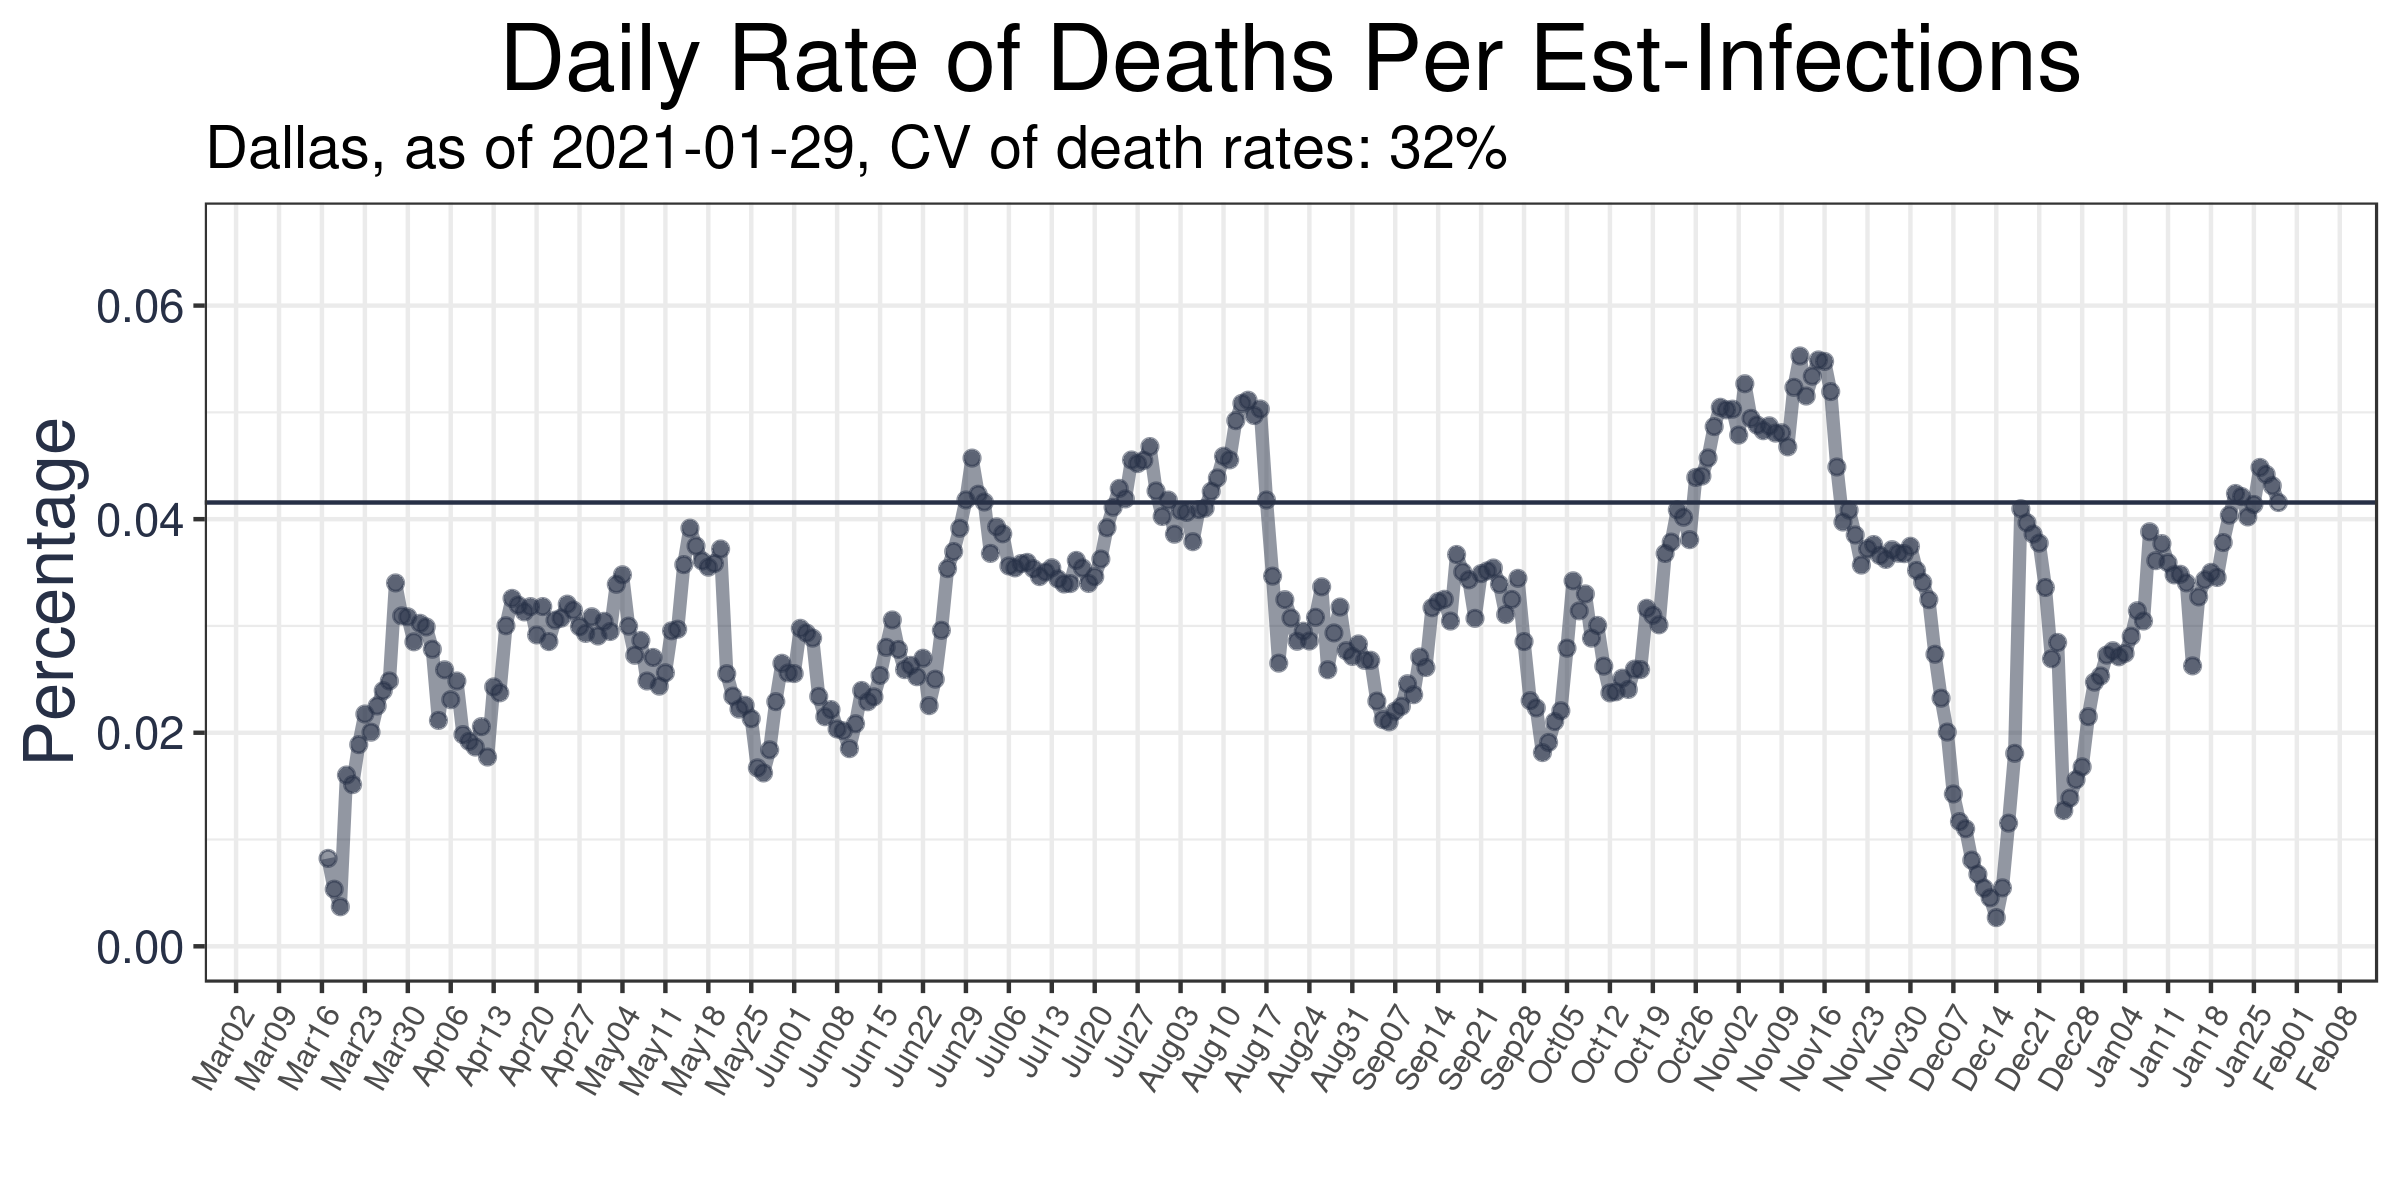 Daily Rate of Deaths Per Est-Infections
Dallas, as of 2021-01-29, CV of death rates: 32%
Percentage
0.06
0.04
0.02
0.00
Mar02
Mar09
Mar16
Mar23
Mar30
Apr06
Apr13
Apr20
Apr27
May04
May11
May18
May25
Jun01
Jun08
Jun15
Jun22
Jun29
Jul06
Jul13
Jul20
Jul27
Aug03
Aug10
Aug17
Aug24
Aug31
Sep07
Sep14
Sep21
Sep28
Oct05
Oct12
Oct19
Oct26
Nov02
Nov09
Nov16
Nov23
Nov30
Dec07
Dec14
Dec21
Dec28
Jan04
Jan11
Jan18
Jan25
Feb01
Feb08